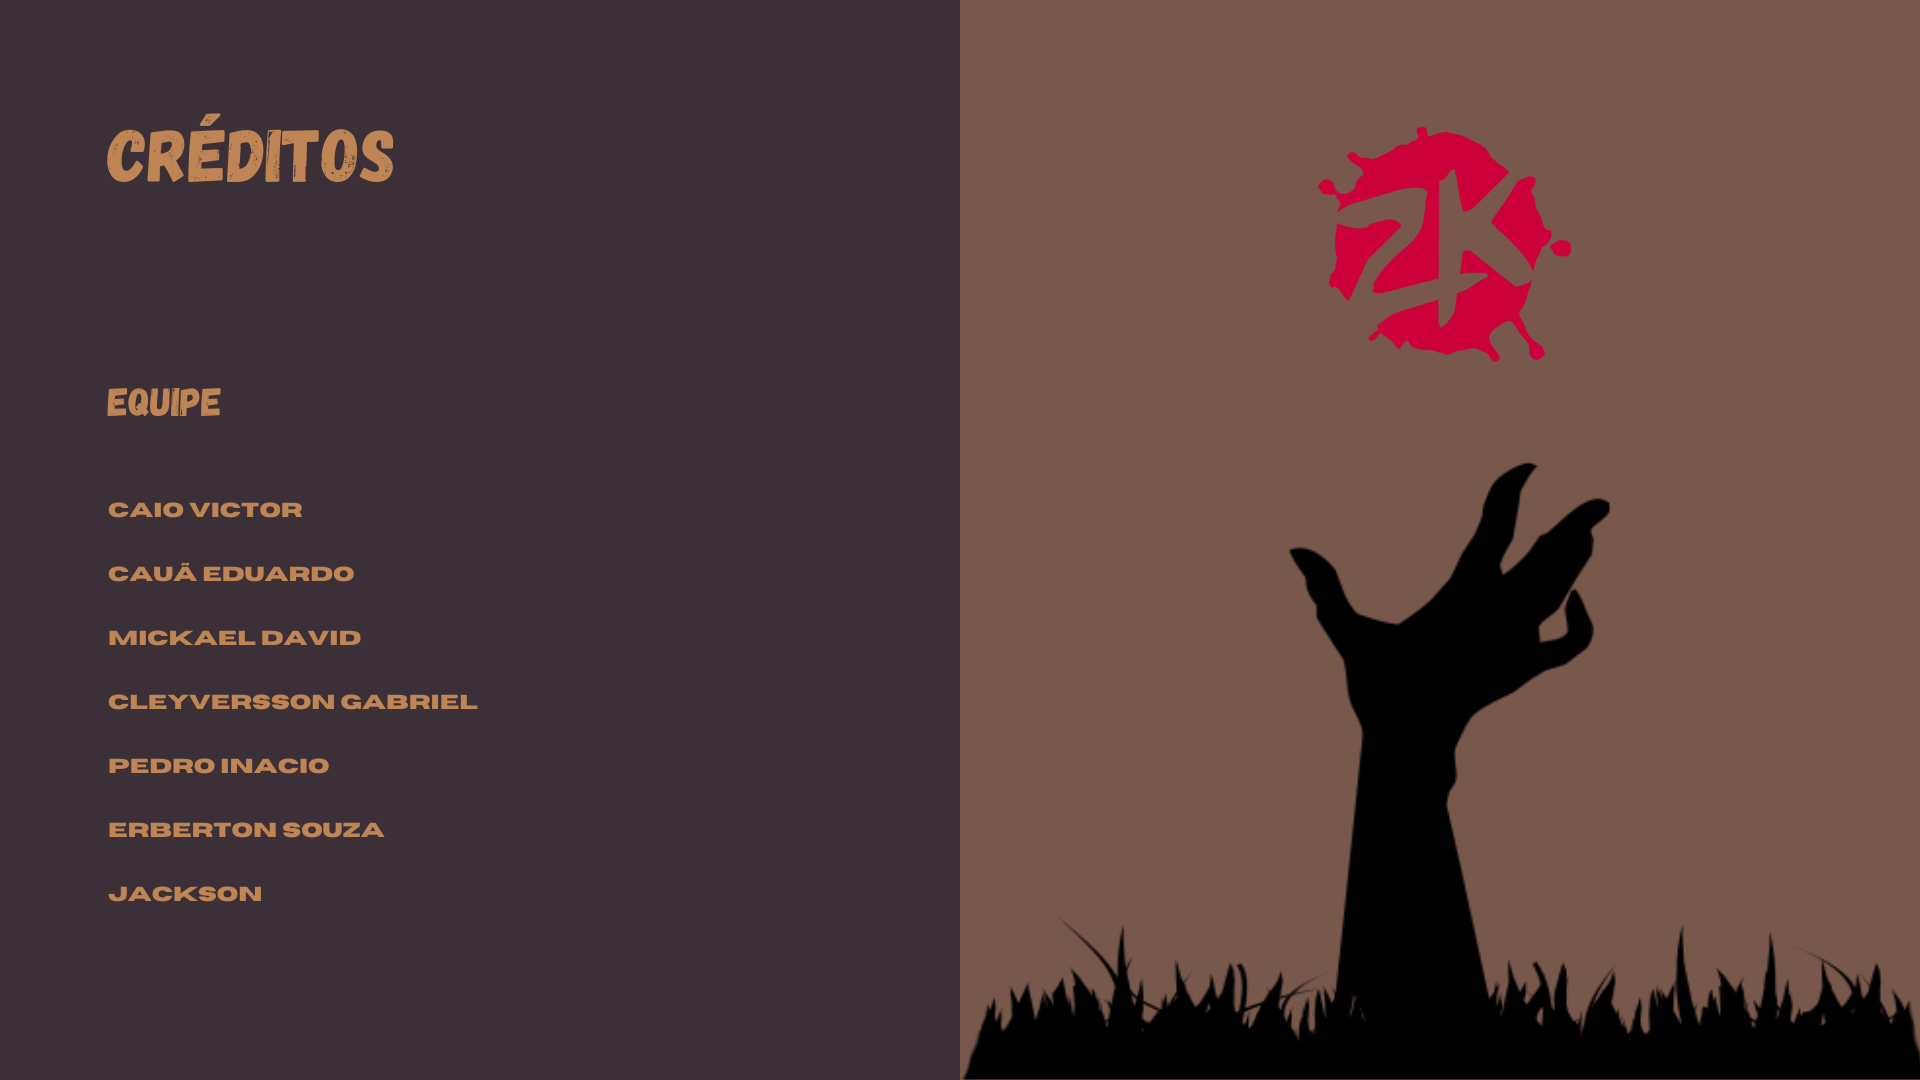 CRÉDITOS
EQUIPE
CAIO VICTOR
CAUÃ EDUARDO
MICKAEL DAVID
CLEYVERSSON GABRIEL
PEDRO INACIO
ERBERTON SOUZA
JACKSON
ZK